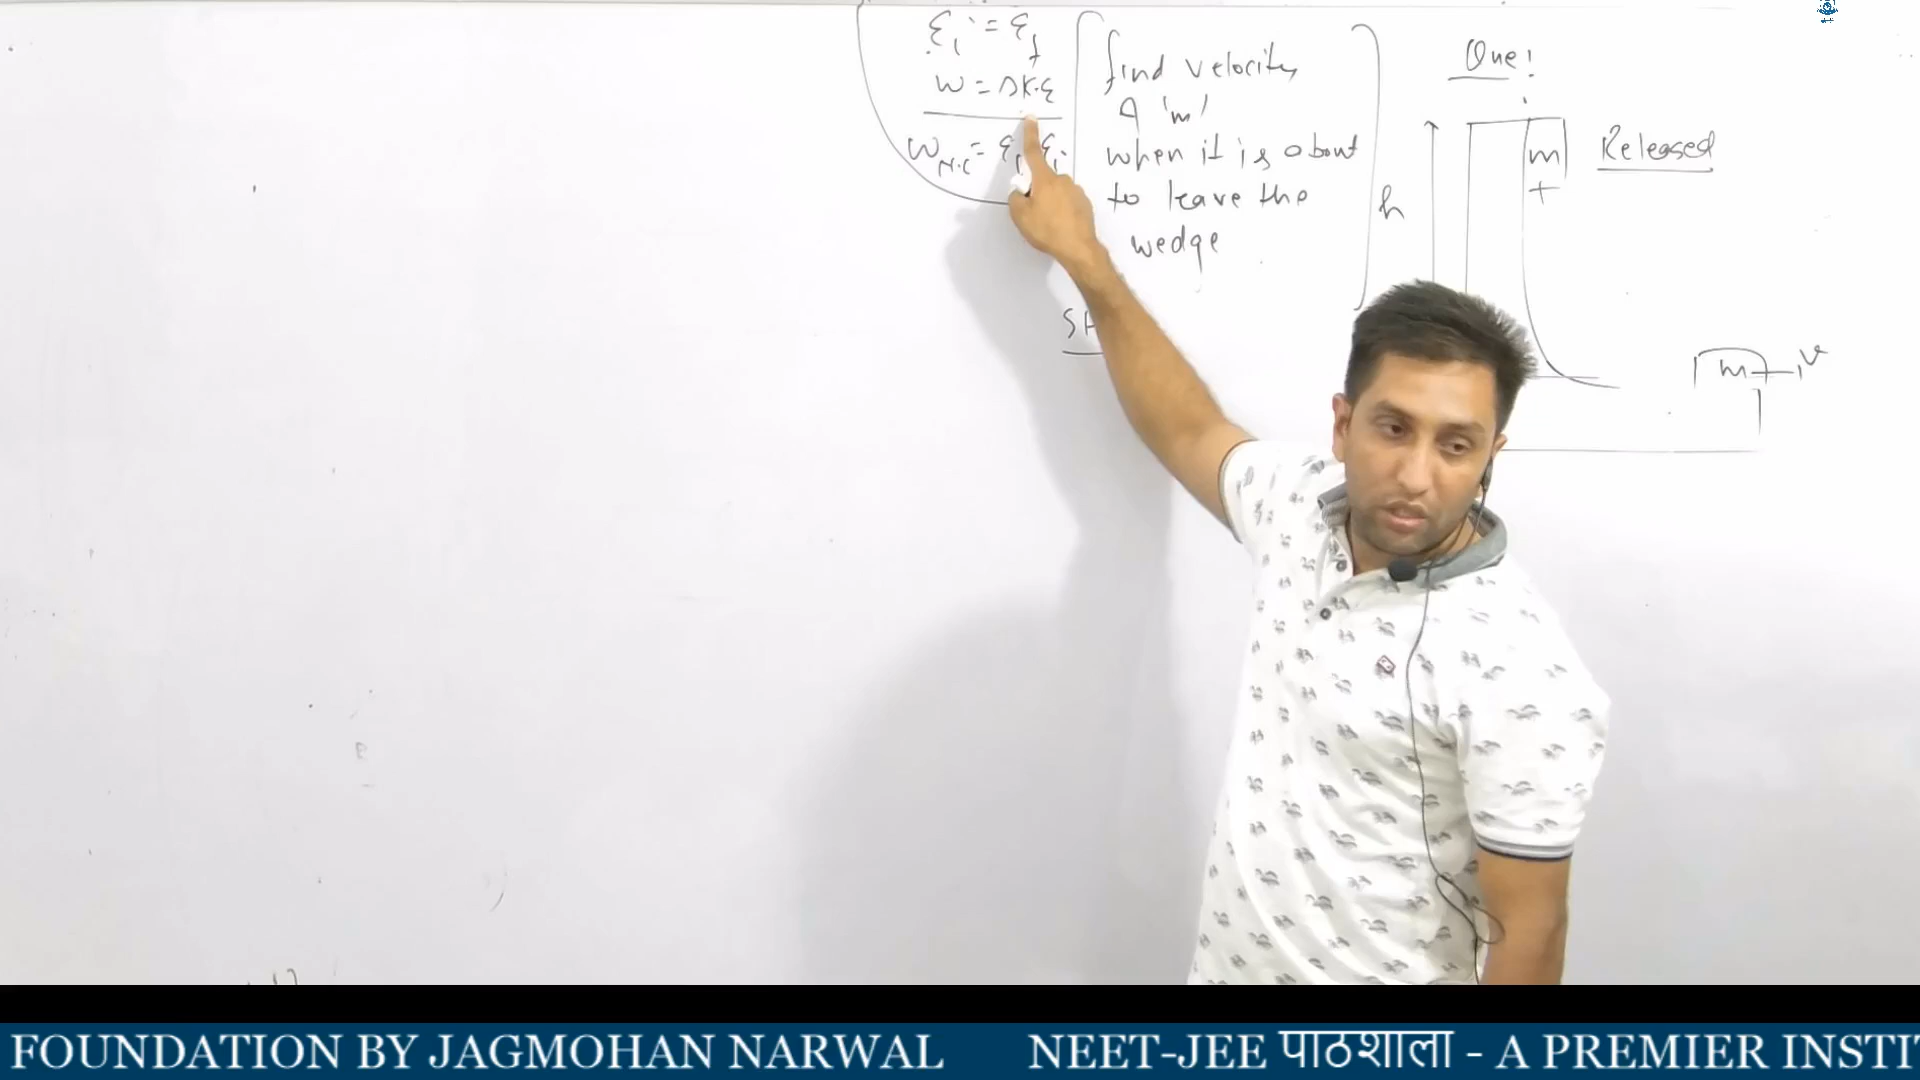 Ei = Ef
W = ΔK.E
W N.C = Ef Ei
find velocity
of 'm'
when it is about
to leave the
wedge
h
Que:
m
Released
m v
FOUNDATION BY JAGMOHAN NARWAL NEET-JEE पाठशाला - A PREMIER INSTI